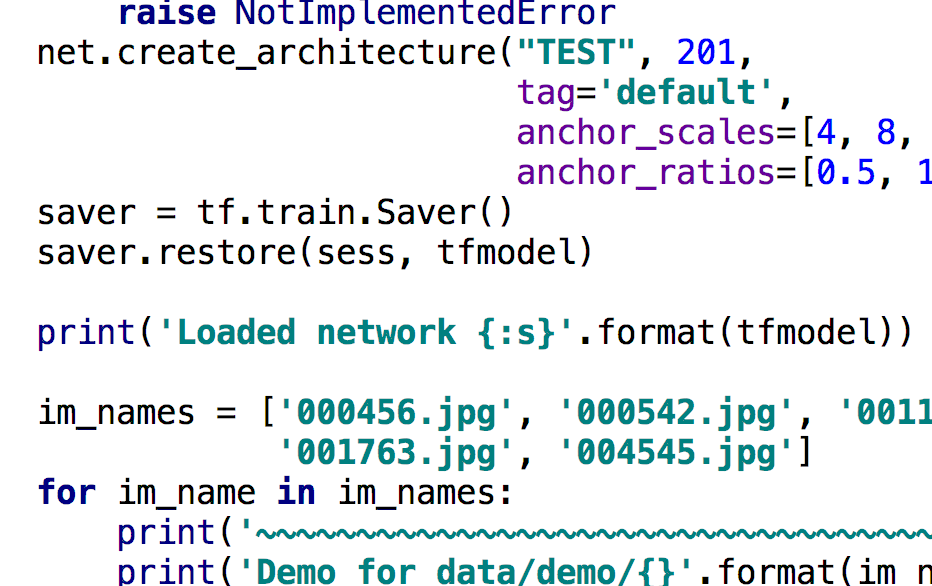 raise NotImplementedError
net.create_architecture("TEST", 201,
tag='default',
anchor_scales=[4, 8,
anchor_ratios=[0.5, 1
saver = tf.train.Saver()
saver.restore(sess, tfmodel)
print('Loaded network {:s}'.format(tfmodel))
im_names = ['000456.jpg', '000542.jpg', '0011
'001763.jpg', '004545.jpg']
for im_name in im_names:
print('~~~~~~~~~~~~~~~~~~~~~~~~~~~~~~~~~~
print('Demo for data/demo/{}'.format(im_n